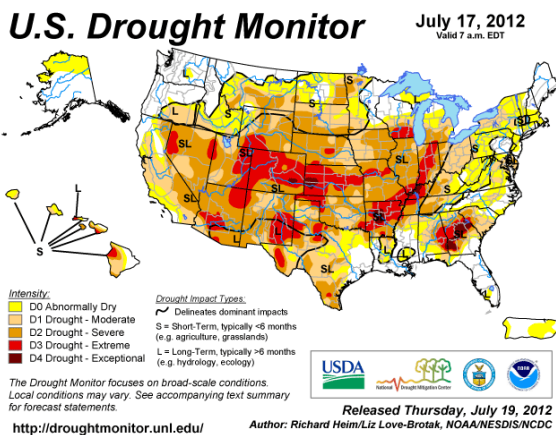 U.S. Drought Monitor
July 17, 2012
Valid 7 a.m. EDT
L
S
S
S
L
L
SL
SL
SL
SL
SL
SL
S
S
S
SL
SL
L
L
L
SL
L
L
S
Intensity:
D0 Abnormally Dry
D1 Drought - Moderate
D2 Drought - Severe
D3 Drought - Extreme
D4 Drought - Exceptional
Drought Impact Types:
Delineates dominant impacts
S = Short-Term, typically <6 months
(e.g. agriculture, grasslands)
L = Long-Term, typically >6 months
(e.g. hydrology, ecology)
The Drought Monitor focuses on broad-scale conditions.
Local conditions may vary. See accompanying text summary
for forecast statements.
http://droughtmonitor.unl.edu/
USDA
National Drought Mitigation Center
noaa
Released Thursday, July 19, 2012
Author: Richard Heim/Liz Love-Brotak, NOAA/NESDIS/NCDC